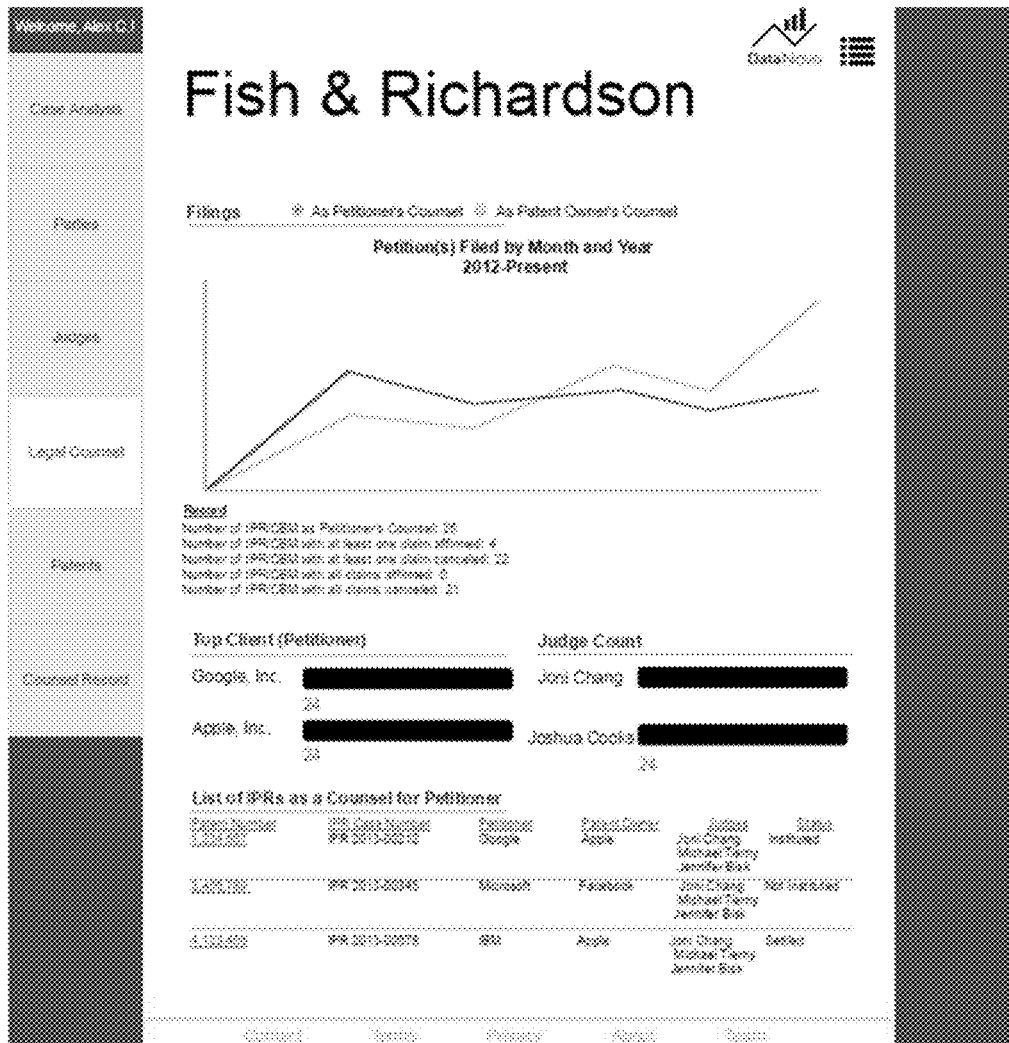 Welcome, Alex C.!
DataNovo
Fish & Richardson
Case Analysis
Parties
Judges
Legal Counsel
Patents
Counsel Record
Filings As Petitioner's Counsel As Patent Owner's Counsel
Petition(s) Filed by Month and Year
2012-Present
Record
Number of IPR/CBM as Petitioner's Counsel: 25
Number of IPR/CBM with at least one claim affirmed: 4
Number of IPR/CBM with at least one claim canceled: 22
Number of IPR/CBM with all claims affirmed: 0
Number of IPR/CBM with all claims canceled: 21
Top Client (Petitioner) Judge Count
Google, Inc. Joni Chang
24
Apple, Inc. Joshua Cooks
24 24
List of IPRs as a Counsel for Petitioner
Patent Number IPR Case Number Petitioner Patent Owner Judges Status
Google Apple Joni Chang Instituted
Michael Tierny
Jennifer Bisk
Microsoft Facebook Joni Chang Not Instituted
Michael Tierny
Jennifer Bisk
IBM Apple Joni Chang Settled
Michael Tierny
Jennifer Bisk
Contact Terms Privacy About Team